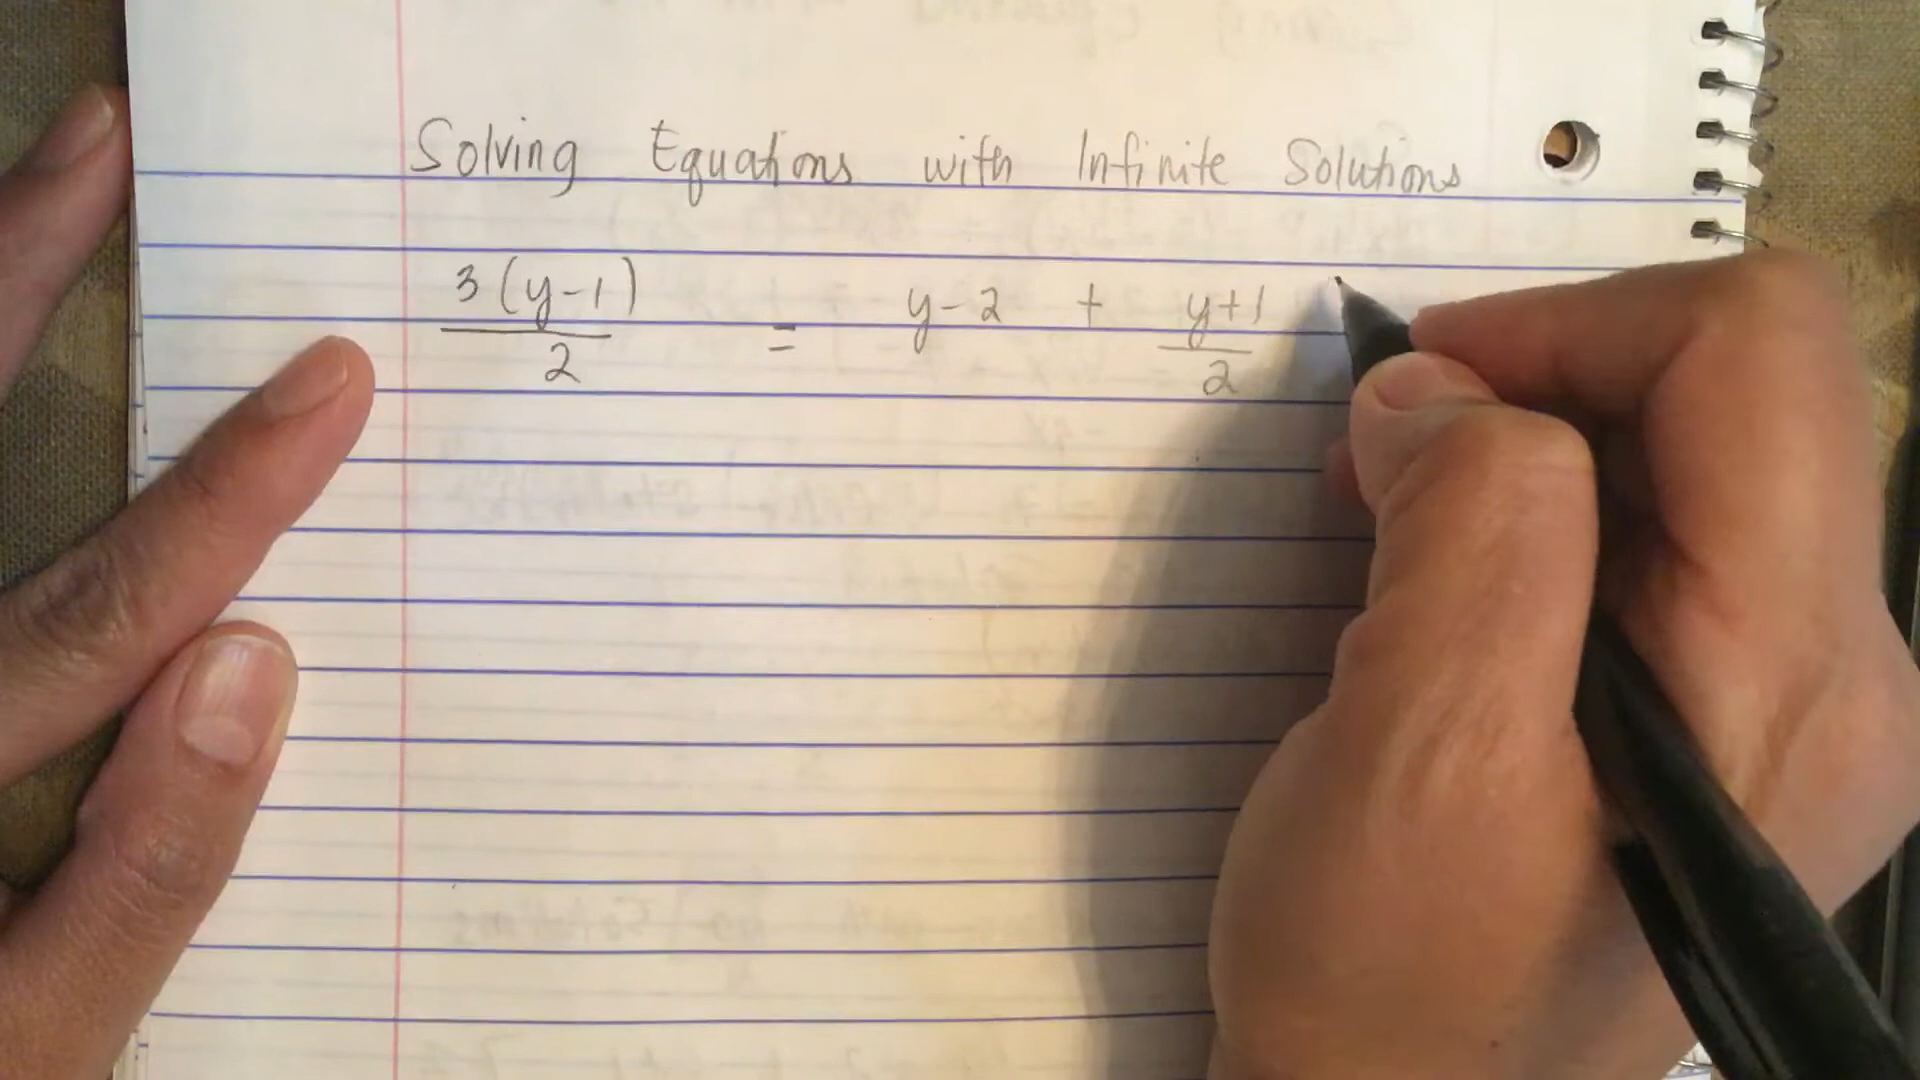 Solving Equations with Infinite Solutions
3(y-1)/2 = y-2 + y+1/2